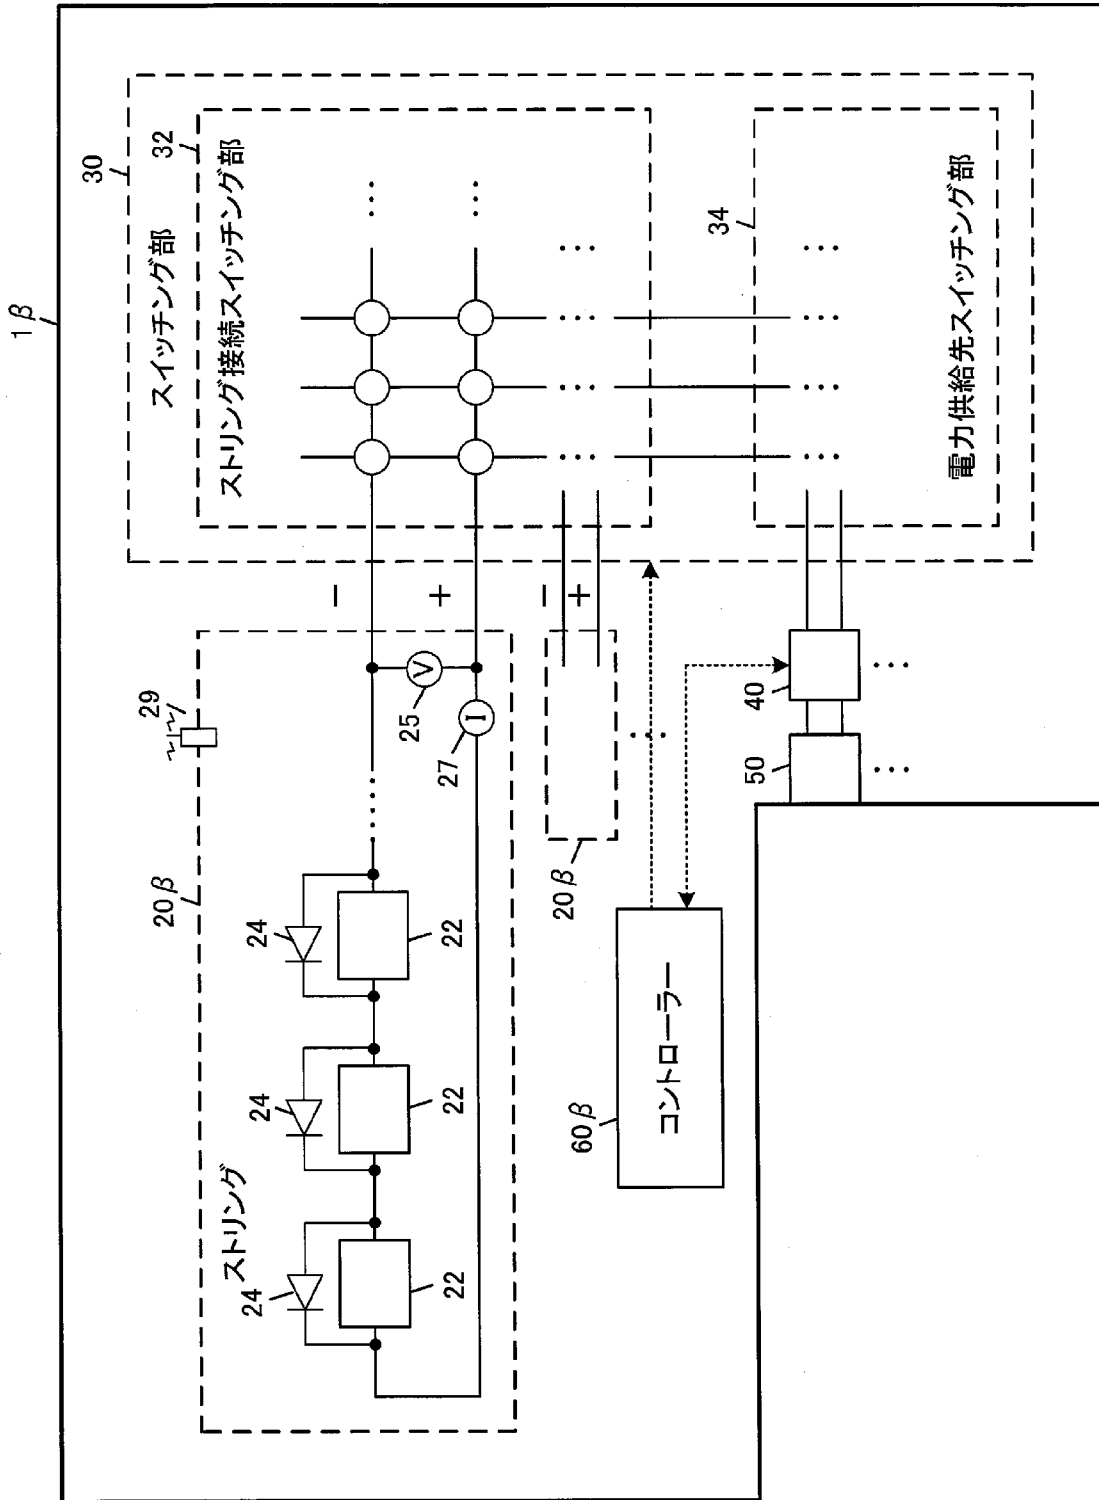 1β
30
スイッチング部
32
ストリング接続スイッチング部
… …
… … … …
34
… … … …
電力供給先スイッチング部
29
20β
ストリング
24
24
24
22
22
22
……
V
25
I
27
−
+
−
+
20β
…
40
…
50
…
60β
コントローラー